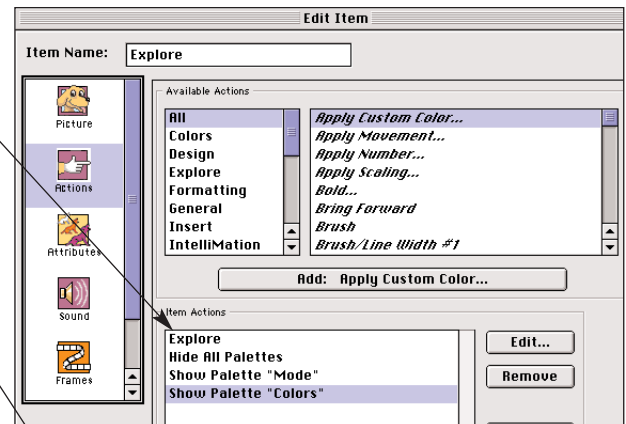 Edit Item
Item Name: Explore
Picture
Actions
Attributes
Sound
Frames
Available Actions
All
Colors
Design
Explore
Formatting
General
Insert
IntelliMation
Apply Custom Color...
Apply Movement...
Apply Number...
Apply Scaling...
Bold...
Bring Forward
Brush
Brush/Line Width #1
Add: Apply Custom Color...
Item Actions
Explore
Hide All Palettes
Show Palette "Mode"
Show Palette "Colors"
Edit...
Remove